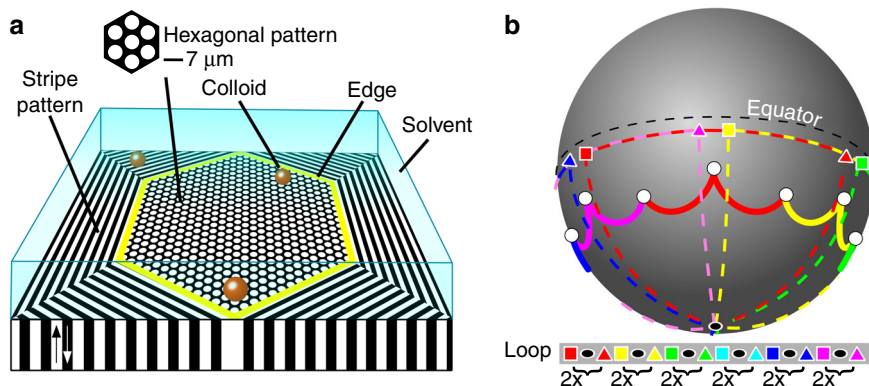 a
Hexagonal pattern
7 μm
Stripe
pattern
Colloid
Edge
Solvent
b
Equator
Loop
2x 2x 2x 2x 2x 2x